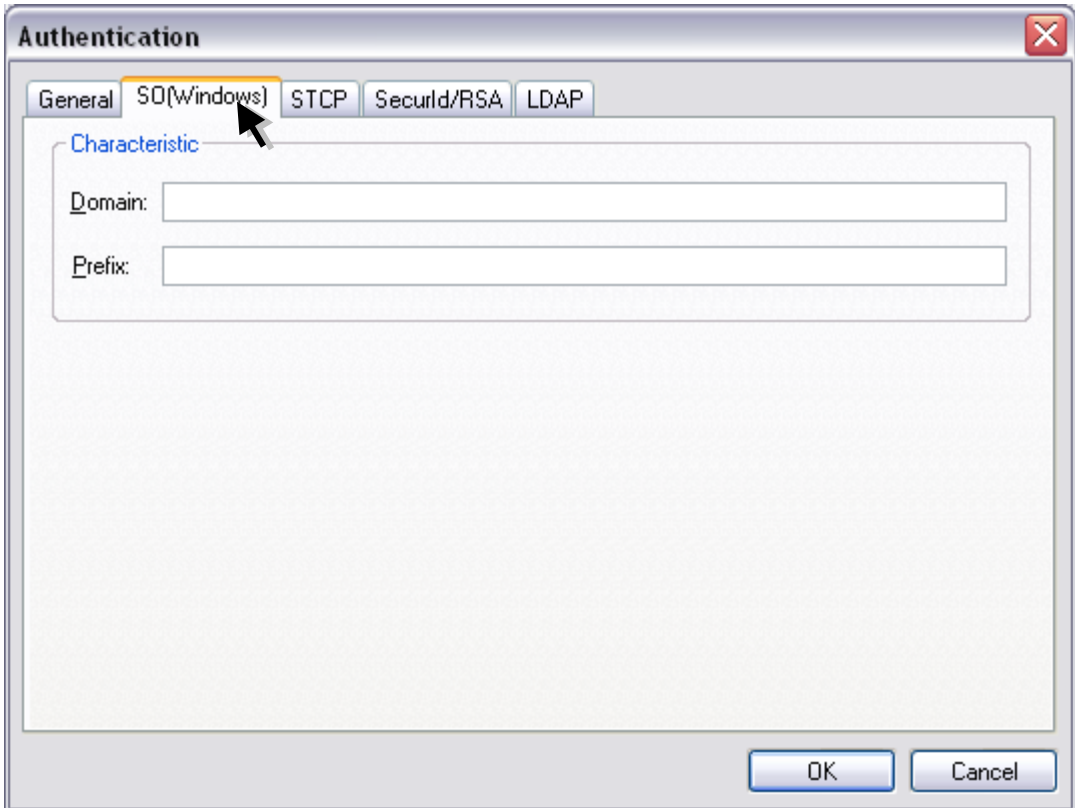 Authentication
General SO(Windows) STCP SecurId/RSA LDAP
Characteristic
Domain:
Prefix:
OK Cancel